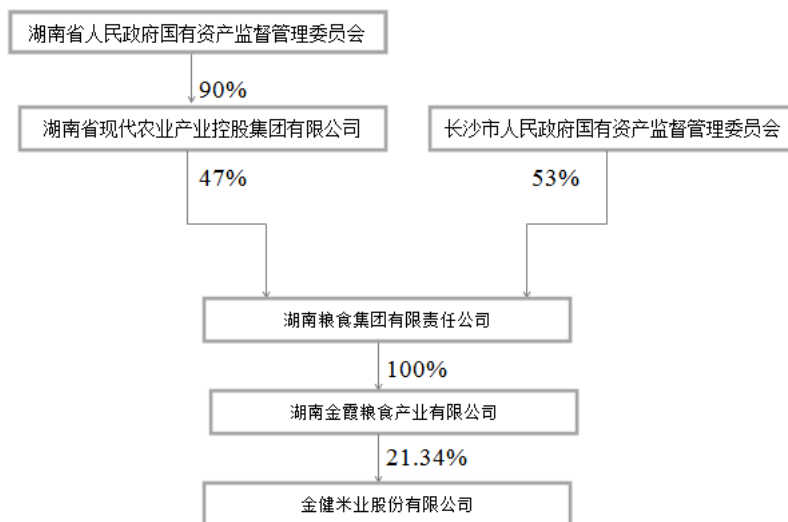 湖南省人民政府国有资产监督管理委员会
90%
湖南省现代农业产业控股集团有限公司
长沙市人民政府国有资产监督管理委员会
47%
53%
湖南粮食集团有限责任公司
100%
湖南金霞粮食产业有限公司
21.34%
金健米业股份有限公司